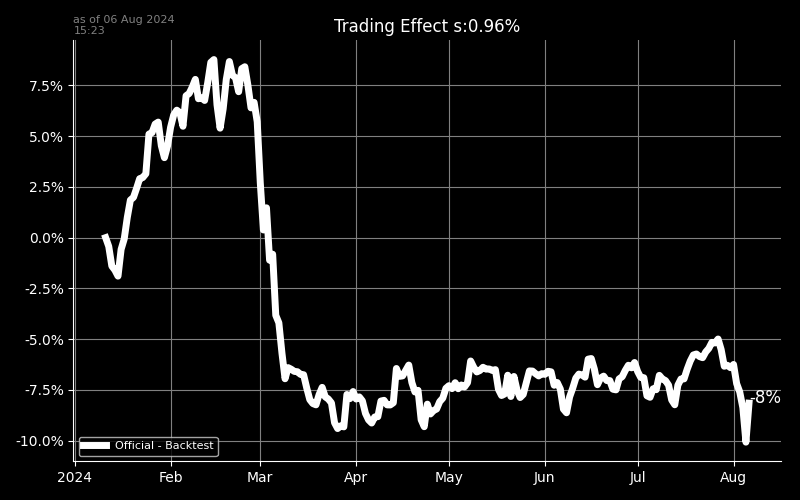 as of 06 Aug 2024
15:23
Trading Effect s:0.96%
7.5%
5.0%
2.5%
0.0%
-2.5%
-5.0%
-7.5%
-10.0%
-8%
Official - Backtest
2024 Feb Mar Apr May Jun Jul Aug